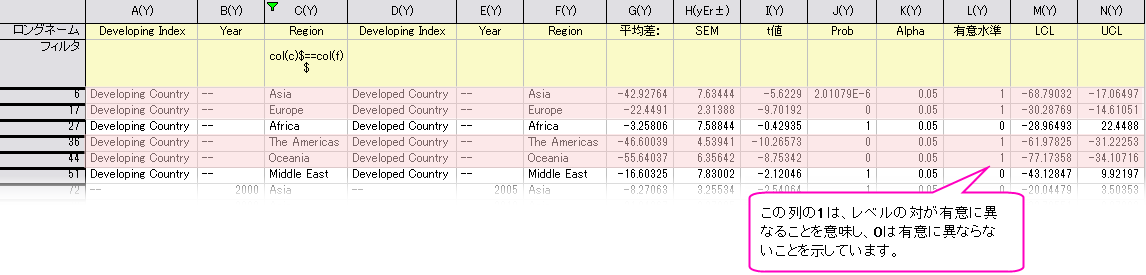 A(Y) B(Y) C(Y) D(Y) E(Y) F(Y) G(Y) H(yEr±) I(Y) J(Y) K(Y) L(Y) M(Y) N(Y)
ロングネーム Developing Index Year Region Developing Index Year Region 平均差: SEM t値 Prob Alpha 有意水準 LCL UCL
フィルタ col(c)$==col(f)
$
6 Developing Country -- Asia Developed Country -- Asia -42.92764 7.63444 -5.6229 2.01079E-6 0.05 1 -68.79032 -17.06497
17 Developing Country -- Europe Developed Country -- Europe -22.4491 2.31388 -9.70192 0 0.05 1 -30.28769 -14.61051
27 Developing Country -- Africa Developed Country -- Africa -3.25806 7.58844 -0.42935 1 0.05 0 -28.96493 22.4488
36 Developing Country -- The Americas Developed Country -- The Americas -46.60039 4.53941 -10.26573 0 0.05 1 -61.97825 -31.22253
44 Developing Country -- Oceania Developed Country -- Oceania -55.64037 6.35642 -8.75342 0 0.05 1 -77.17358 -34.10716
51 Developing Country -- Middle East Developed Country -- Middle East -16.60325 7.83002 -2.12046 1 0.05 0 -43.12847 9.92197
72 -- 2000 Asia -- 2005 Asia -8.27063 3.25534 -2.54064 1 0.05 0 -20.04479 3.50353
この列の1は、レベルの対が有意に異
なることを意味し、0は有意に異ならな
いことを示しています。